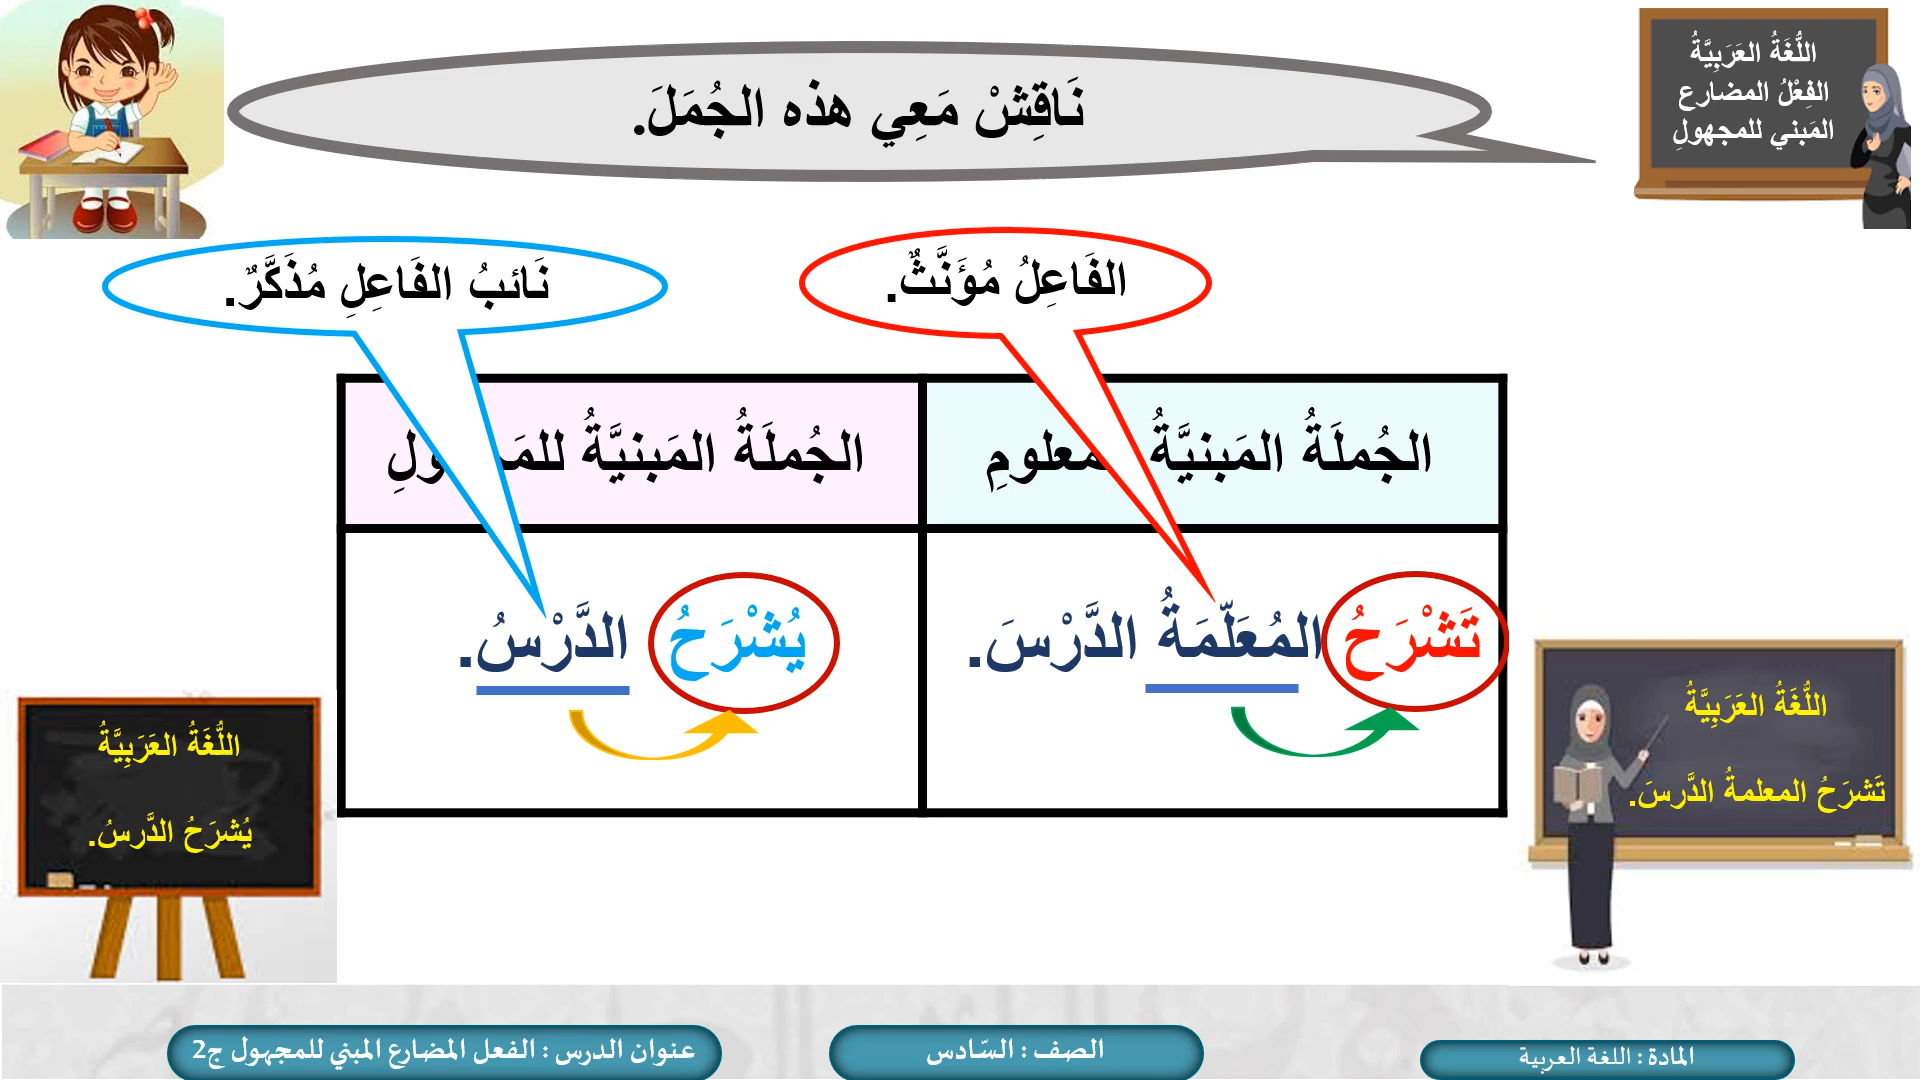 نَاقِشْ مَعِي هذه الجُمَلَ.
اللُّغَةُ العَرَبِيَّةُ
الفِعْلُ المضارع
المَبني للمجهولِ
الفَاعِلُ مُؤَنَّثٌ.
نَائبُ الفَاعِلِ مُذَكَّرٌ.
الجُملَةُ المَبنيَّةُ
الجُملَةُ المَبنيَّةُ
تَشْرَحُ المُعَلّمَةُ الدَّرْسَ.
يُشْرَحُ الدَّرْسُ.
اللُّغَةُ العَرَبِيَّةُ
تَشرَحُ المعلمةُ الدَّرسَ.
اللُّغَةُ العَرَبِيَّةُ
يُشرَحُ الدَّرسُ.
المادة : اللغة العربية
الصف : السّادس
عنوان الدرس : الفعل المضارع المبني للمجهول ج2